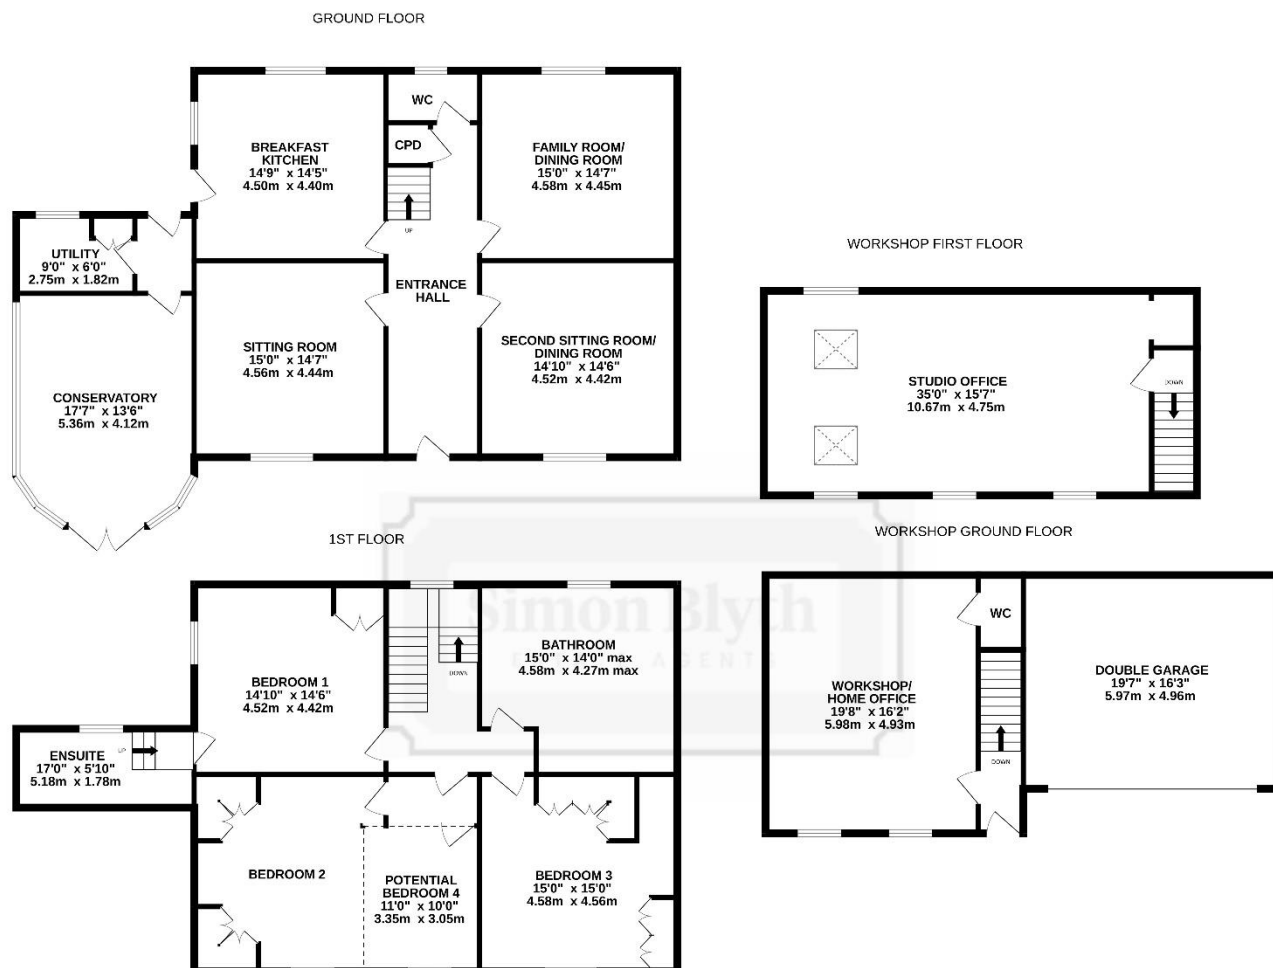 GROUND FLOOR
WC
CPD
BREAKFAST
KITCHEN
14'9" x 14'5"
4.50m x 4.40m
FAMILY ROOM/
DINING ROOM
15'0" x 14'7"
4.58m x 4.45m
UP
UTILITY
9'0" x 6'0"
2.75m x 1.82m
ENTRANCE
HALL
SITTING ROOM
15'0" x 14'7"
4.56m x 4.44m
SECOND SITTING ROOM/
DINING ROOM
14'10" x 14'6"
4.52m x 4.42m
CONSERVATORY
17'7" x 13'6"
5.36m x 4.12m
WORKSHOP FIRST FLOOR
STUDIO OFFICE
35'0" x 15'7"
10.67m x 4.75m
DOWN
1ST FLOOR
Simon Blyth
AGENTS
BEDROOM 1
14'10" x 14'6"
4.52m x 4.42m
DOWN
BATHROOM
15'0" x 14'0" max
4.58m x 4.27m max
ENSUITE
17'0" x 5'10"
5.18m x 1.78m
UP
BEDROOM 2
POTENTIAL
BEDROOM 4
11'0" x 10'0"
3.35m x 3.05m
BEDROOM 3
15'0" x 15'0"
4.58m x 4.56m
WORKSHOP GROUND FLOOR
WC
WORKSHOP/
HOME OFFICE
19'8" x 16'2"
5.98m x 4.93m
DOWN
DOUBLE GARAGE
19'7" x 16'3"
5.97m x 4.96m